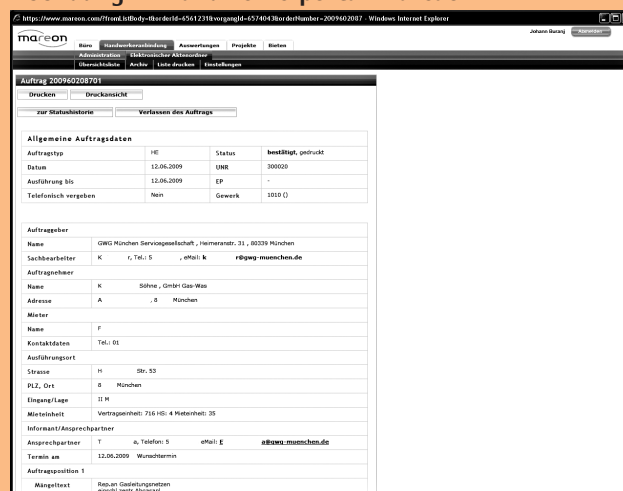 https://www.mareon.com/?fromListBody=t&orderId=6561231&vorgangId=6574043&orderNumber=2009602087 - Windows Internet Explorer
mareon
Johann Buranj Abmelden
Büro Handwerkeranbindung Auswertungen Projekte Bieten
Administration Elektronischer Aktenordner
Übersichtsliste Archiv Liste drucken Einstellungen
Auftrag 200960208701
Drucken Druckansicht
zur Statushistorie Verlassen des Auftrags
Allgemeine Auftragsdaten
Auftragstyp HE Status bestätigt, gedruckt
Datum 12.06.2009 UNR 300020
Ausführung bis 12.06.2009 EP -
Telefonisch vergeben Nein Gewerk 1010 ()
Auftraggeber
Name GWG München Servicegesellschaft , Heimeranstr. 31 , 80339 München
Sachbearbeiter K r, Tel.: 5 , eMail: k r@gwg-muenchen.de
Auftragnehmer
Name K Söhne , GmbH Gas-Was
Adresse A , 8 München
Mieter
Name F
Kontaktdaten Tel.: 01
Ausführungsort
Strasse H Str. 53
PLZ, Ort 8 München
Eingang/Lage II M
Mieteinheit Vertragseinheit: 716 HS: 4 Mieteinheit: 35
Informant/Ansprechpartner
Ansprechpartner T a, Telefon: 5 eMail: E a@gwg-muenchen.de
Termin am 12.06.2009 Wunschtermin
Auftragsposition 1
Mängeltext Rep.an Gasleitungsnetzen